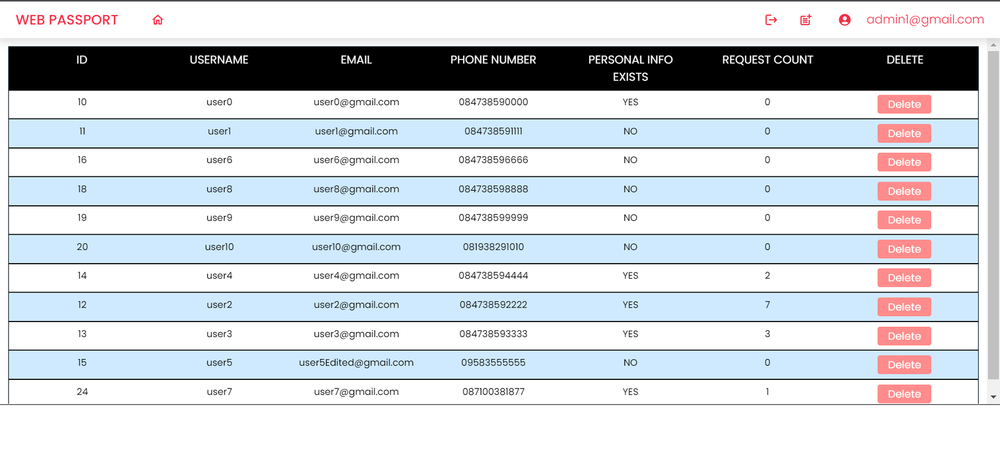 WEB PASSPORT admin1@gmail.com
ID USERNAME EMAIL PHONE NUMBER PERSONAL INFO EXISTS REQUEST COUNT DELETE
10 user0 user0@gmail.com 084738590000 YES 0 Delete
11 user1 user1@gmail.com 084738591111 NO 0 Delete
16 user6 user6@gmail.com 084738596666 NO 0 Delete
18 user8 user8@gmail.com 084738598888 NO 0 Delete
19 user9 user9@gmail.com 084738599999 NO 0 Delete
20 user10 user10@gmail.com 081938291010 NO 0 Delete
14 user4 user4@gmail.com 084738594444 YES 2 Delete
12 user2 user2@gmail.com 084738592222 YES 7 Delete
13 user3 user3@gmail.com 084738593333 YES 3 Delete
15 user5 user5Edited@gmail.com 09583555555 NO 0 Delete
24 user7 user7@gmail.com 087100381877 YES 1 Delete